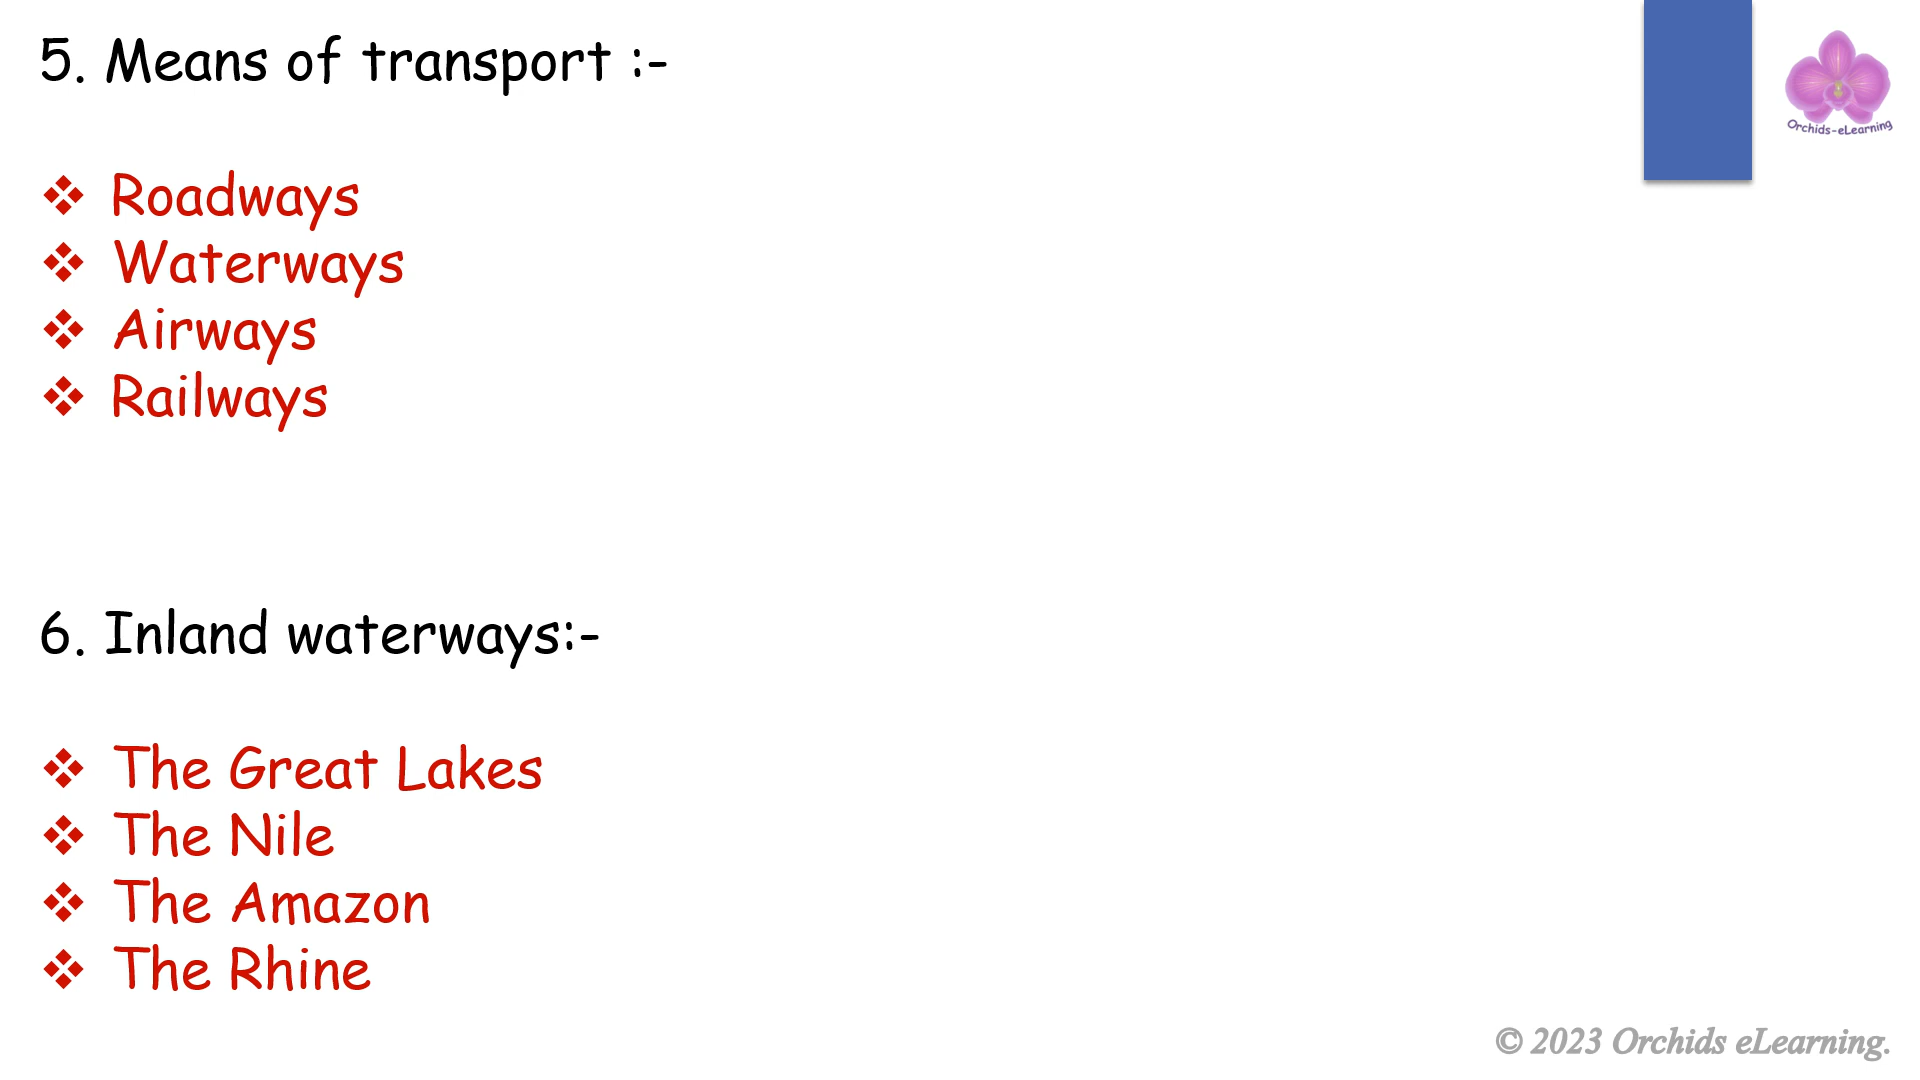 5. Means of transport :-
Orchids-eLearning
❖ Roadways
❖ Waterways
❖ Airways
❖ Railways
6. Inland waterways:-
❖ The Great Lakes
❖ The Nile
❖ The Amazon
❖ The Rhine
© 2023 Orchids eLearning.